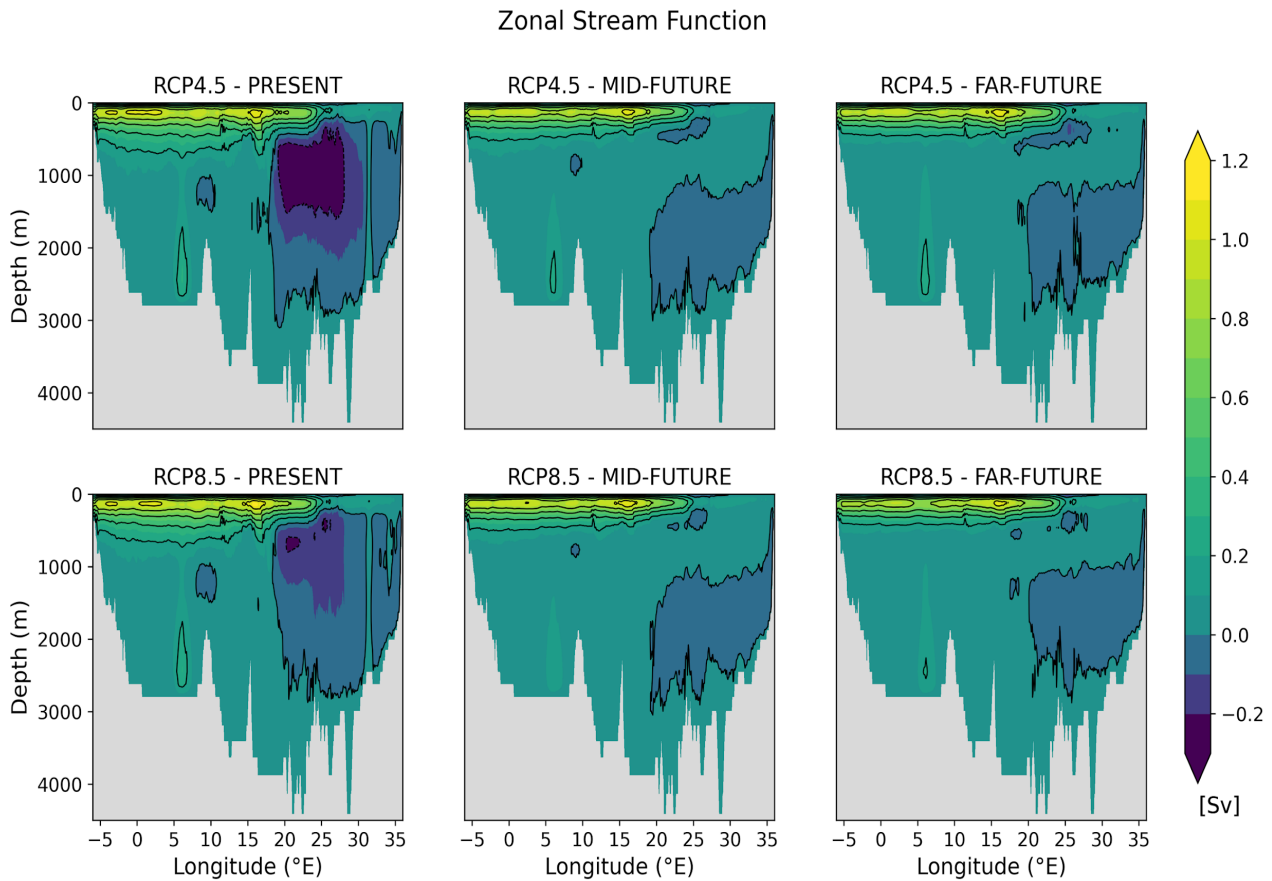 Zonal Stream Function
RCP4.5 - PRESENT
RCP4.5 - MID-FUTURE
RCP4.5 - FAR-FUTURE
0
1000
2000
3000
4000
Depth (m)
RCP8.5 - PRESENT
RCP8.5 - MID-FUTURE
RCP8.5 - FAR-FUTURE
0
1000
2000
3000
4000
Depth (m)
−5 0 5 10 15 20 25 30 35
Longitude (°E)
−5 0 5 10 15 20 25 30 35
Longitude (°E)
−5 0 5 10 15 20 25 30 35
Longitude (°E)
1.2
1.0
0.8
0.6
0.4
0.2
0.0
−0.2
[Sv]